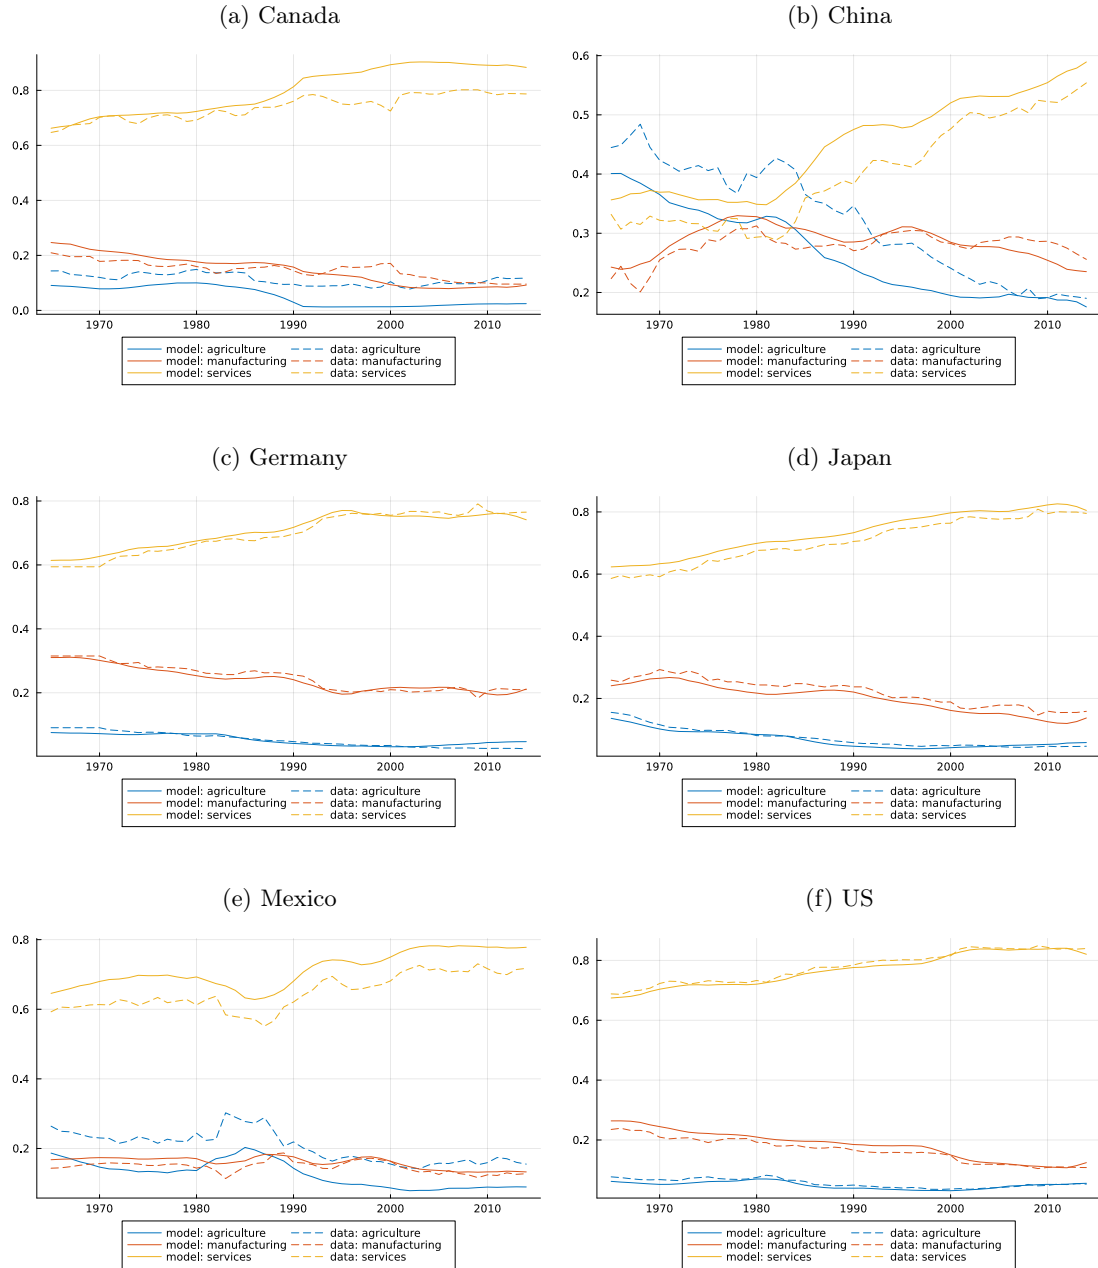 (a) Canada
0.8
0.6
0.4
0.2
0.0
1970 1980 1990 2000 2010
model: agriculture data: agriculture
model: manufacturing data: manufacturing
model: services data: services
(b) China
0.6
0.5
0.4
0.3
0.2
1970 1980 1990 2000 2010
model: agriculture data: agriculture
model: manufacturing data: manufacturing
model: services data: services
(c) Germany
0.8
0.6
0.4
0.2
1970 1980 1990 2000 2010
model: agriculture data: agriculture
model: manufacturing data: manufacturing
model: services data: services
(d) Japan
0.8
0.6
0.4
0.2
1970 1980 1990 2000 2010
model: agriculture data: agriculture
model: manufacturing data: manufacturing
model: services data: services
(e) Mexico
0.8
0.6
0.4
0.2
1970 1980 1990 2000 2010
model: agriculture data: agriculture
model: manufacturing data: manufacturing
model: services data: services
(f) US
0.8
0.6
0.4
0.2
1970 1980 1990 2000 2010
model: agriculture data: agriculture
model: manufacturing data: manufacturing
model: services data: services